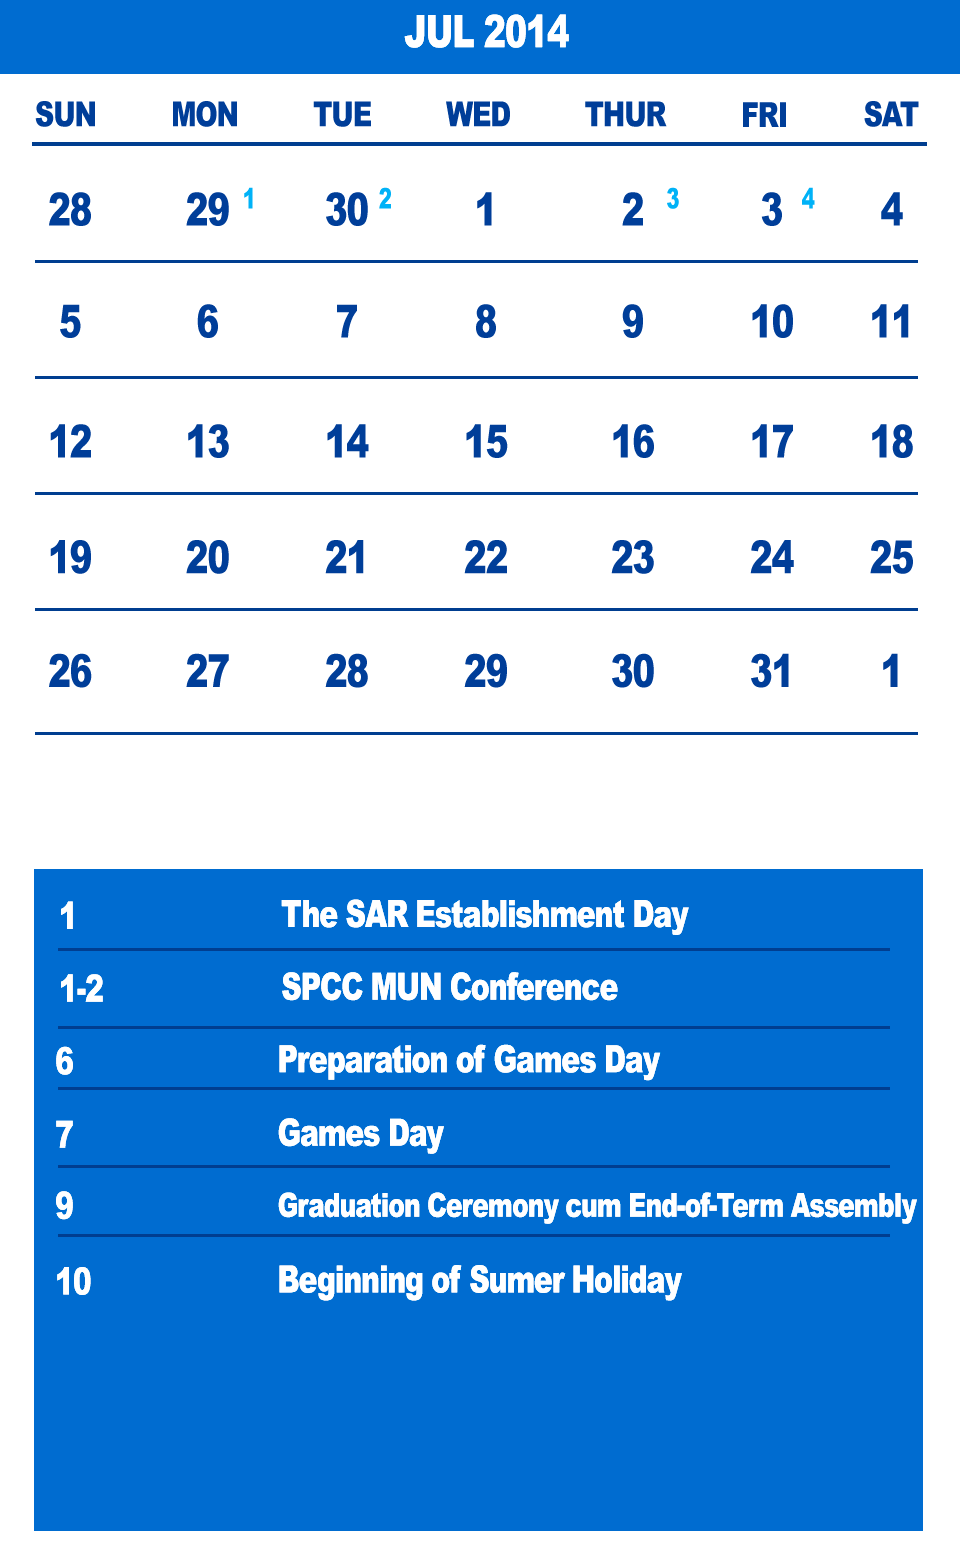 JUL 2014
SUN MON TUE WED THUR FRI SAT
28 29 1 30 2 1 2 3 3 4 4
5 6 7 8 9 10 11
12 13 14 15 16 17 18
19 20 21 22 23 24 25
26 27 28 29 30 31 1
1 The SAR Establishment Day
1-2 SPCC MUN Conference
6 Preparation of Games Day
7 Games Day
9 Graduation Ceremony cum End-of-Term Assembly
10 Beginning of Sumer Holiday